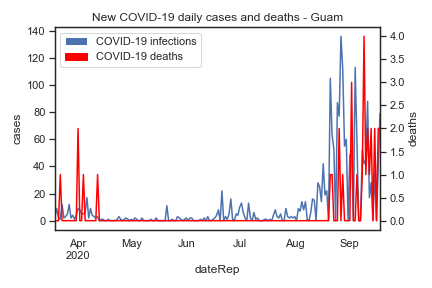 New COVID-19 daily cases and deaths - Guam
COVID-19 infections
COVID-19 deaths
cases
140
120
100
80
60
40
20
0
deaths
4.0
3.5
3.0
2.5
2.0
1.5
1.0
0.5
0.0
Apr May Jun Jul Aug Sep
2020
dateRep